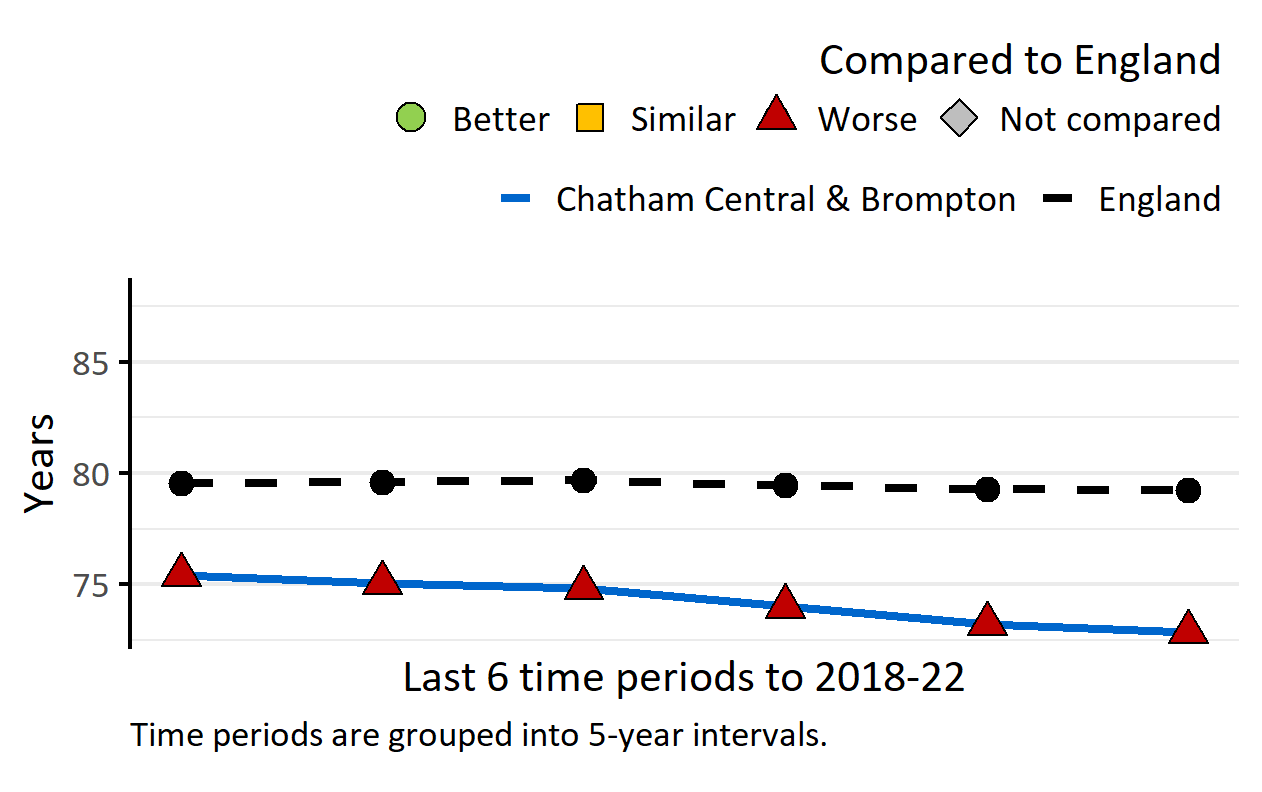 Compared to England
Better Similar Worse Not compared
Chatham Central & Brompton England
85
80
75
Years
Last 6 time periods to 2018-22
Time periods are grouped into 5-year intervals.